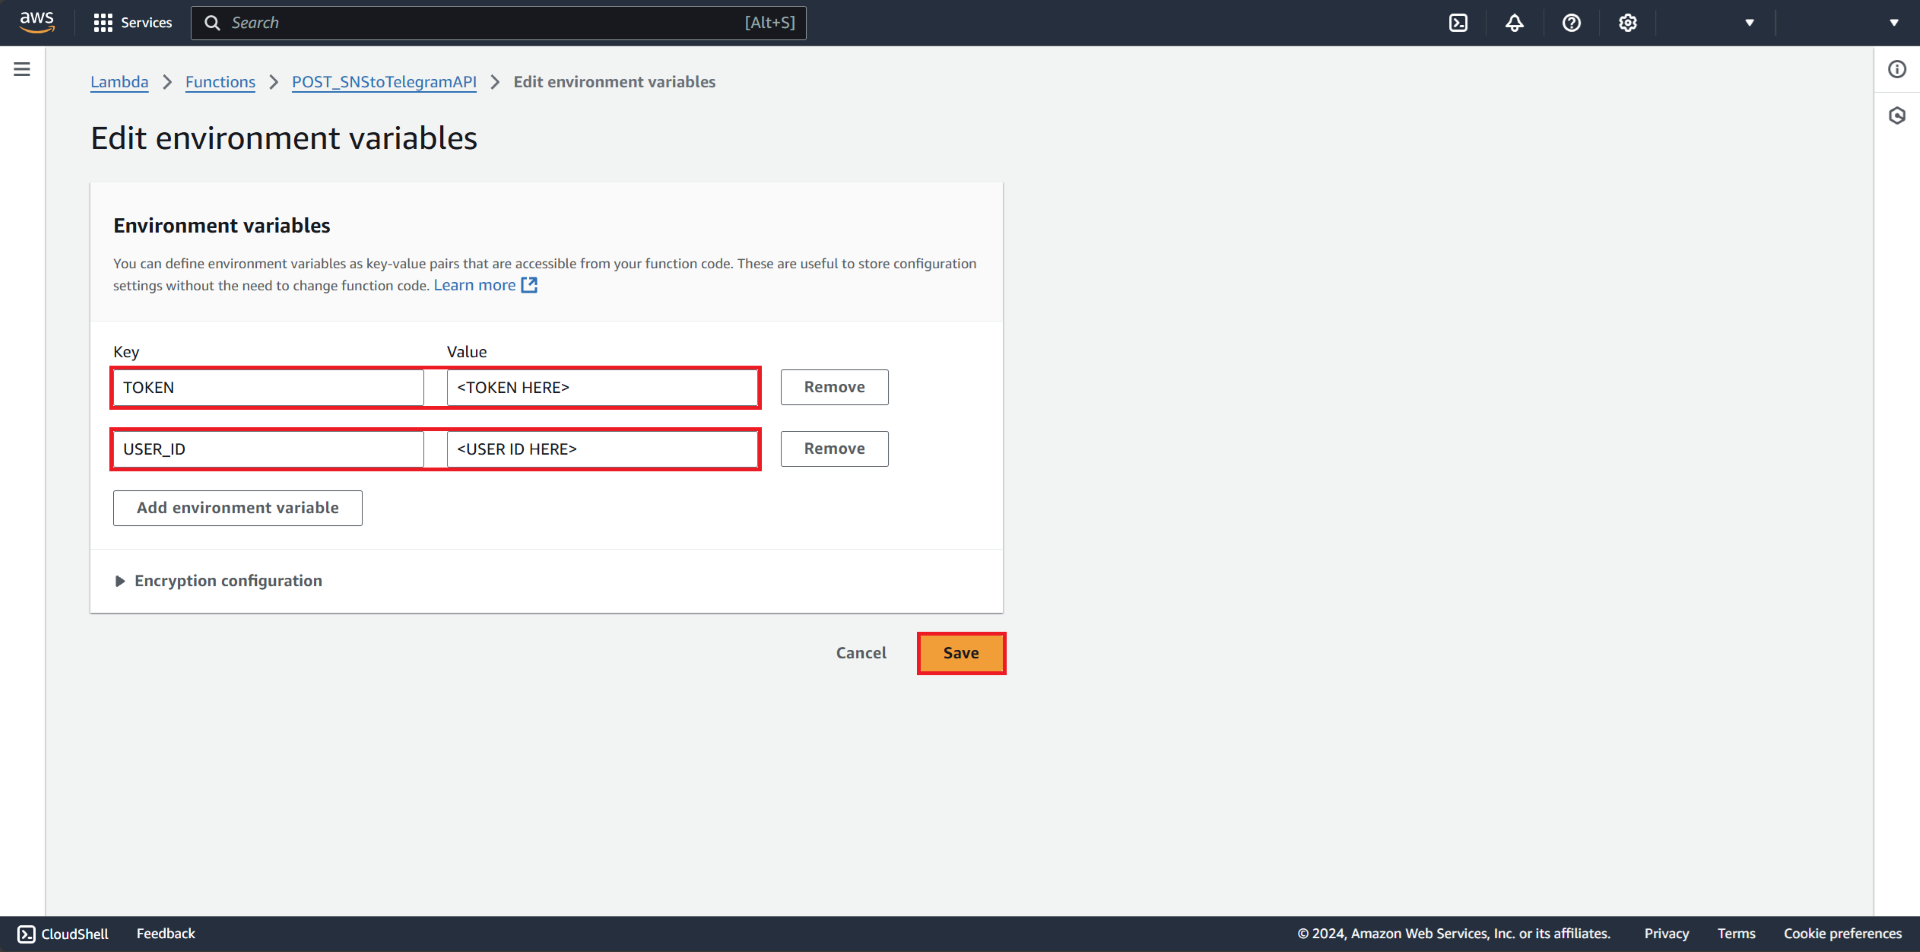 aws Services Search [Alt+S]
Lambda Functions POST_SNStoTelegramAPI Edit environment variables
Edit environment variables
Environment variables
You can define environment variables as key-value pairs that are accessible from your function code. These are useful to store configuration
settings without the need to change function code. Learn more
Key Value
TOKEN <TOKEN HERE> Remove
USER_ID <USER ID HERE> Remove
Add environment variable
Encryption configuration
Cancel Save
CloudShell Feedback © 2024, Amazon Web Services, Inc. or its affiliates. Privacy Terms Cookie preferences